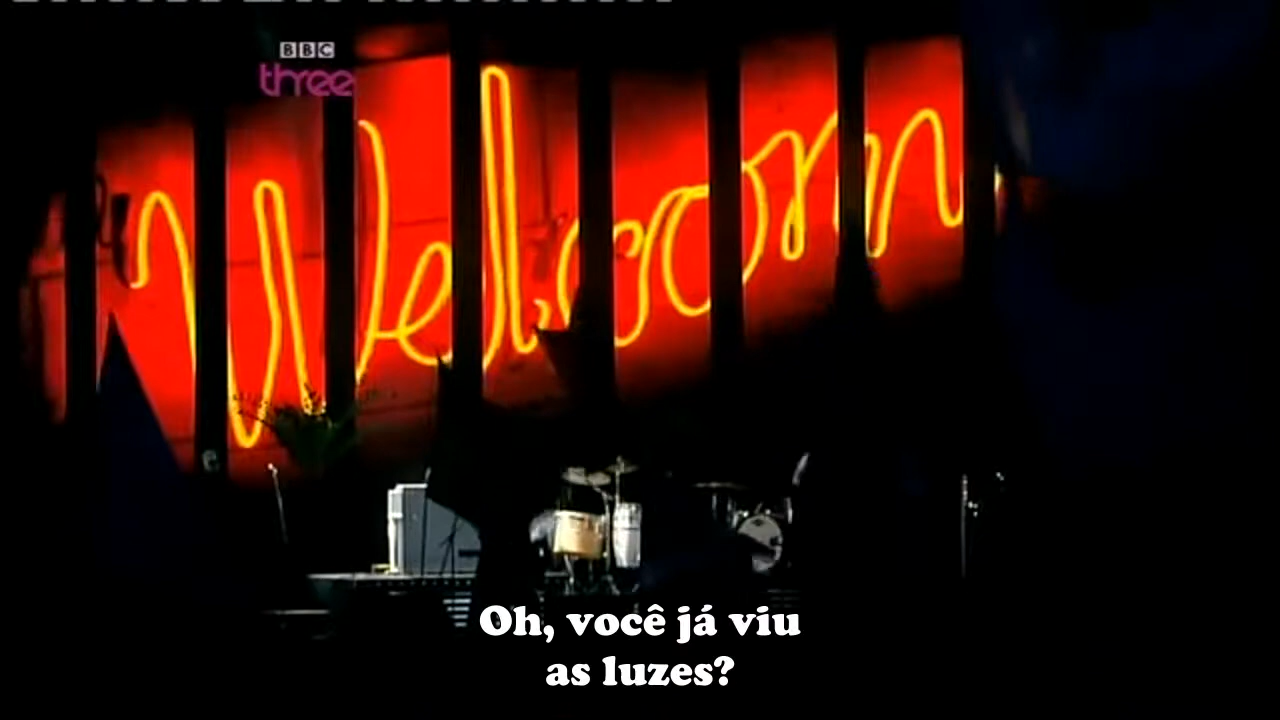 BBC
three
Welcom
Oh, você já viu
as luzes?